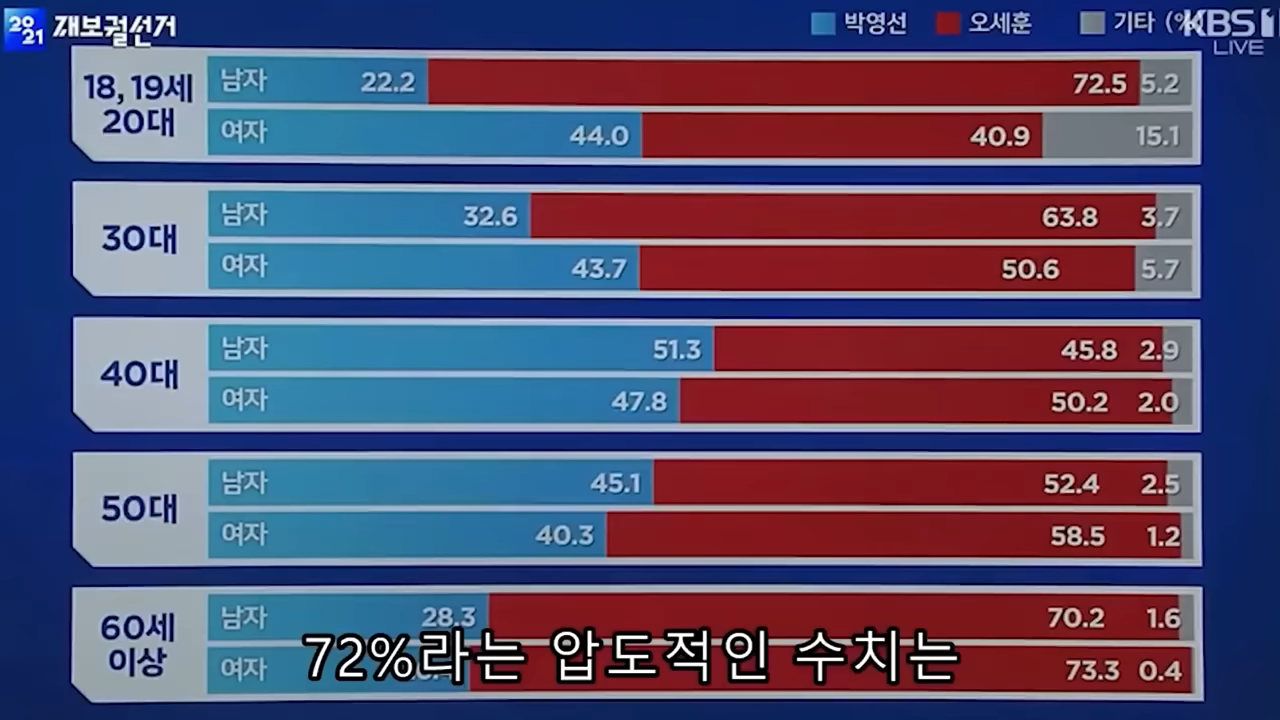 2021 재보궐선거
박영선 오세훈 기타 (%)
KBS 1
LIVE
18, 19세
20대
남자 22.2 72.5 5.2
여자 44.0 40.9 15.1
30대
남자 32.6 63.8 3.7
여자 43.7 50.6 5.7
40대
남자 51.3 45.8 2.9
여자 47.8 50.2 2.0
50대
남자 45.1 52.4 2.5
여자 40.3 58.5 1.2
60세
이상
남자 28.3 70.2 1.6
여자 73.3 0.4
72%라는 압도적인 수치는